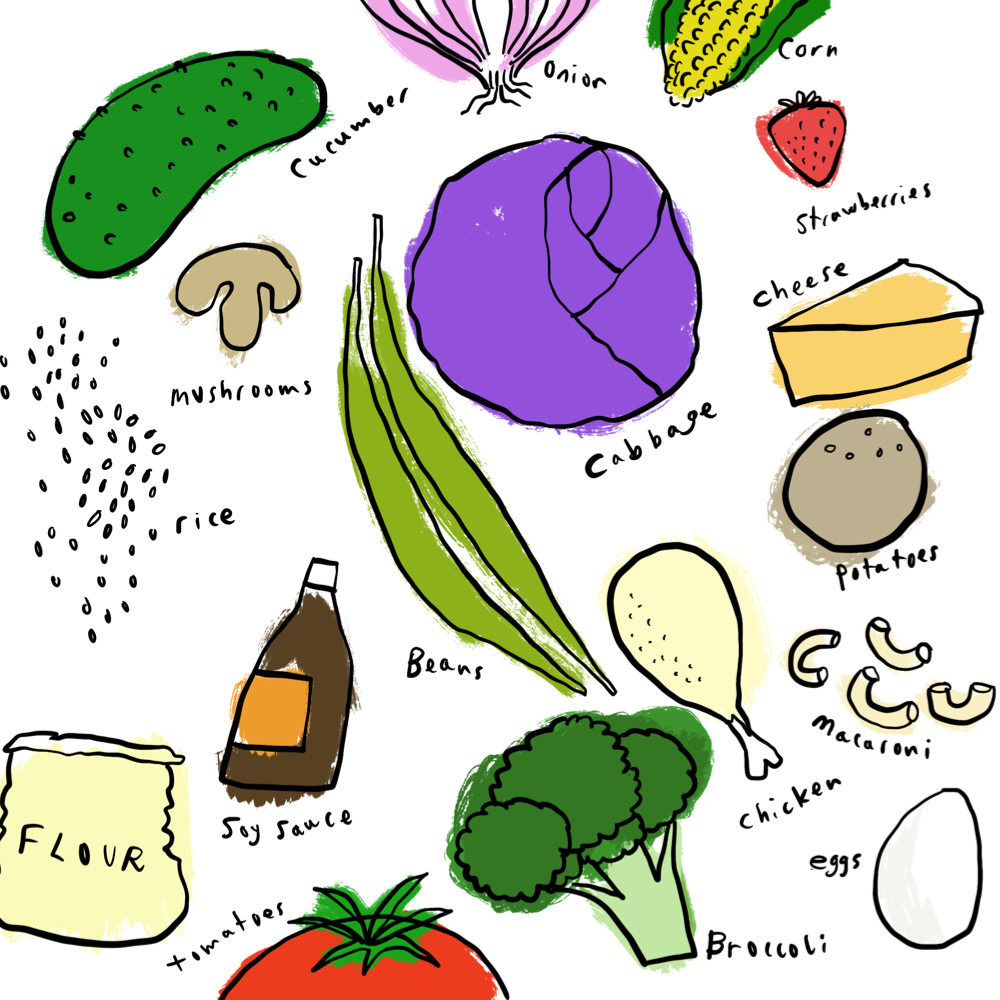 Onion
Corn
Cucumber
Strawberries
cheese
mushrooms
Cabbage
rice
potatoes
Beans
macaroni
chicken
Soy Sauce
FLOUR
eggs
tomatoes
Broccoli